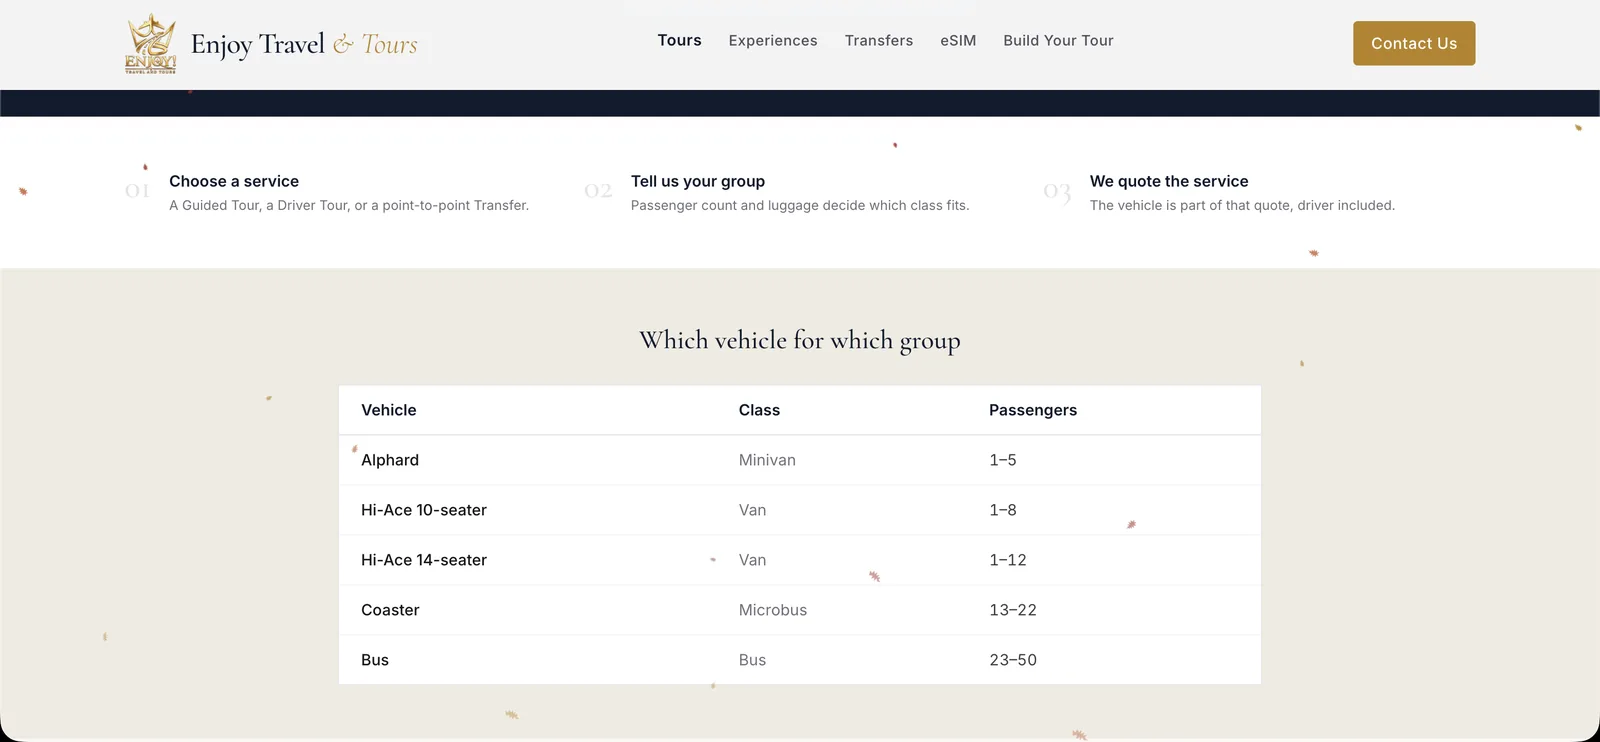 ENJOY!
TRAVEL AND TOURS
Enjoy Travel & Tours
Tours
Experiences
Transfers
eSIM
Build Your Tour
Contact Us
01
Choose a service
A Guided Tour, a Driver Tour, or a point-to-point Transfer.
02
Tell us your group
Passenger count and luggage decide which class fits.
03
We quote the service
The vehicle is part of that quote, driver included.
Which vehicle for which group
Vehicle Class Passengers
Alphard Minivan 1–5
Hi-Ace 10-seater Van 1–8
Hi-Ace 14-seater Van 1–12
Coaster Microbus 13–22
Bus Bus 23–50